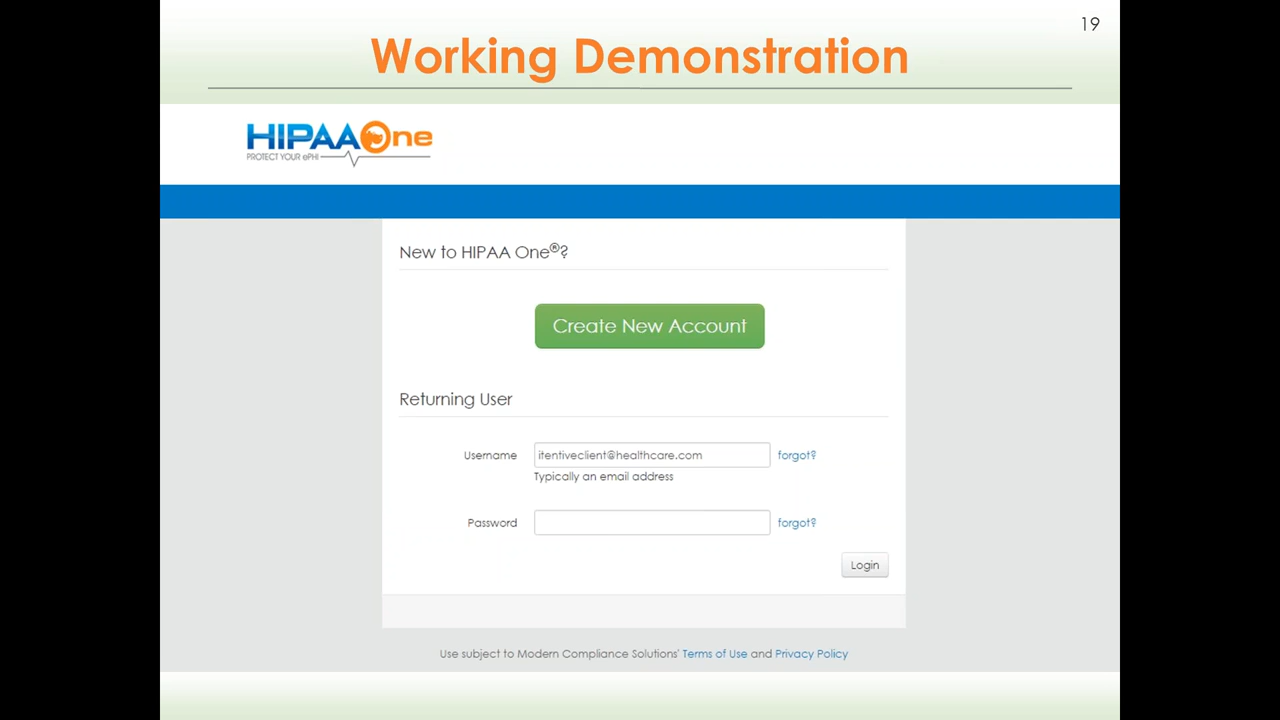 19
Working Demonstration
HIPAAOne
PROTECT YOUR ePHI
New to HIPAA One®?
Create New Account
Returning User
Username itentiveclient@healthcare.com forgot?
Typically an email address
Password forgot?
Login
Use subject to Modern Compliance Solutions' Terms of Use and Privacy Policy